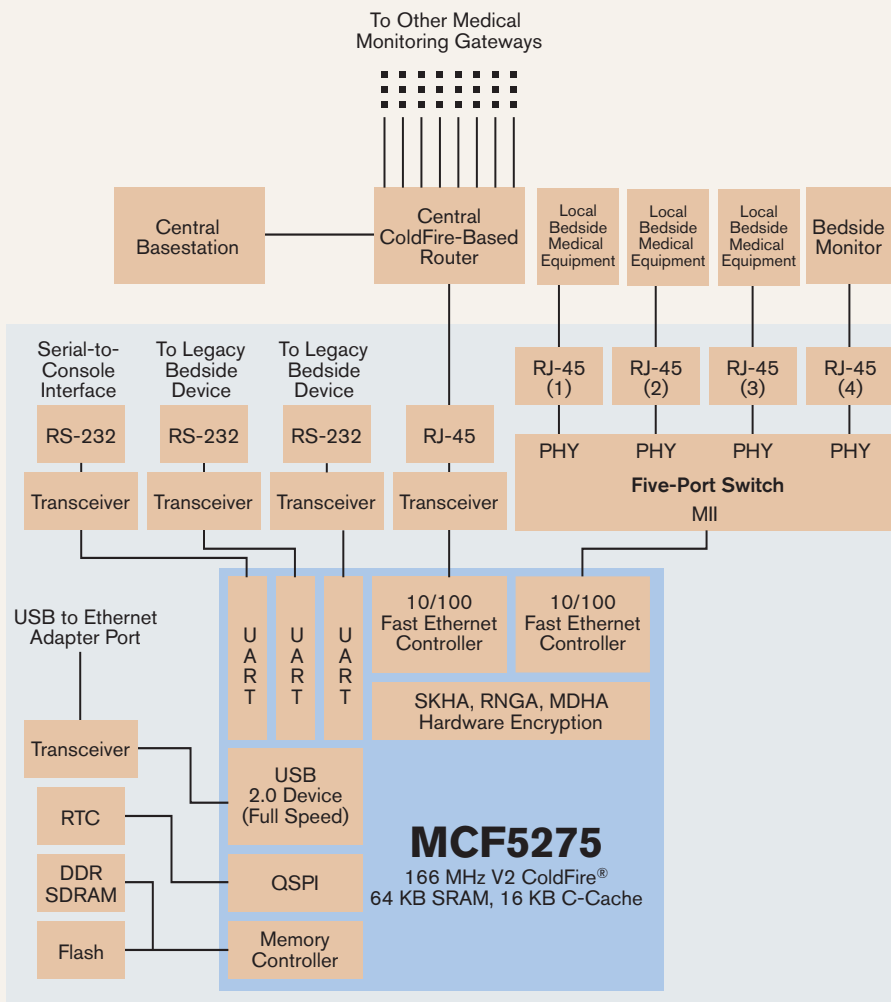 To Other Medical
Monitoring Gateways
Central
Basestation
Central
ColdFire-Based
Router
Local
Bedside
Medical
Equipment
Local
Bedside
Medical
Equipment
Local
Bedside
Medical
Equipment
Bedside
Monitor
Serial-to-
Console
Interface
To Legacy
Bedside
Device
To Legacy
Bedside
Device
RJ-45
(1)
RJ-45
(2)
RJ-45
(3)
RJ-45
(4)
RS-232
RS-232
RS-232
RJ-45
PHY
PHY
PHY
PHY
Five-Port Switch
MII
Transceiver
Transceiver
Transceiver
Transceiver
UART
UART
UART
10/100
Fast Ethernet
Controller
10/100
Fast Ethernet
Controller
USB to Ethernet
Adapter Port
SKHA, RNGA, MDHA
Hardware Encryption
Transceiver
USB
2.0 Device
(Full Speed)
RTC
MCF5275
166 MHz V2 ColdFire®
64 KB SRAM, 16 KB C-Cache
DDR
SDRAM
QSPI
Flash
Memory
Controller